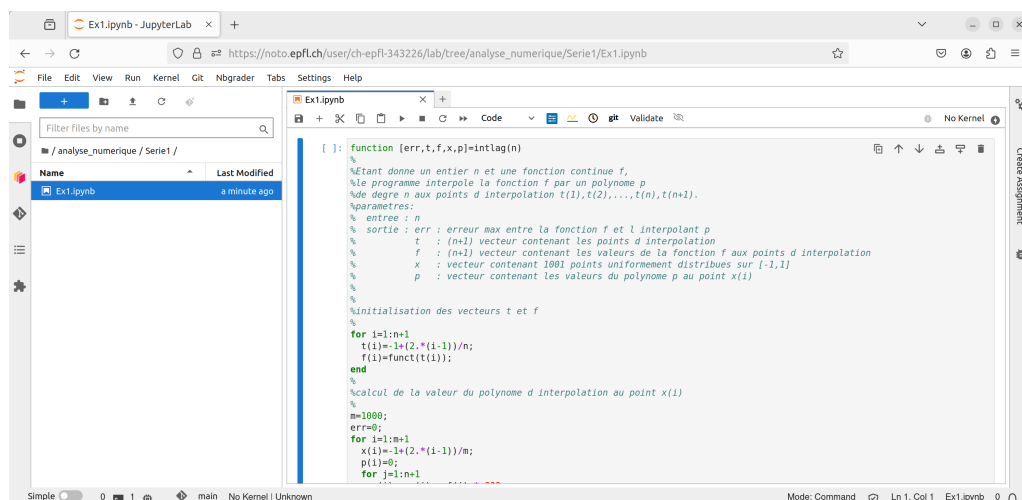 Ex1.ipynb - JupyterLab × +
https://noto.epfl.ch/user/ch-epfl-343226/lab/tree/analyse_numerique/Serie1/Ex1.ipynb
File Edit View Run Kernel Git Nbgrader Tabs Settings Help
+
Filter files by name
/ analyse_numerique / Serie1 /
Name Last Modified
Ex1.ipynb a minute ago
Ex1.ipynb × +
Code git Validate No Kernel
[ ]: function [err,t,f,x,p]=intlag(n)
%
%Etant donne un entier n et une fonction continue f,
%le programme interpole la fonction f par un polynome p
%de degre n aux points d interpolation t(1),t(2),...,t(n),t(n+1).
%parametres:
% entree : n
% sortie : err : erreur max entre la fonction f et l interpolant p
% t : (n+1) vecteur contenant les points d interpolation
% f : (n+1) vecteur contenant les valeurs de la fonction f aux points d interpolation
% x : vecteur contenant 1001 points uniformement distribues sur [-1,1]
% p : vecteur contenant les valeurs du polynome p au point x(i)
%
%
%initialisation des vecteurs t et f
%
for i=1:n+1
t(i)=-1+(2.*(i-1))/n;
f(i)=funct(t(i));
end
%
%calcul de la valeur du polynome d interpolation au point x(i)
%
m=1000;
err=0;
for i=1:m+1
x(i)=-1+(2.*(i-1))/m;
p(i)=0;
for j=1:n+1
Create Assignment
Simple 0 1 main No Kernel | Unknown Mode: Command Ln 1, Col 1 Ex1.ipynb 0